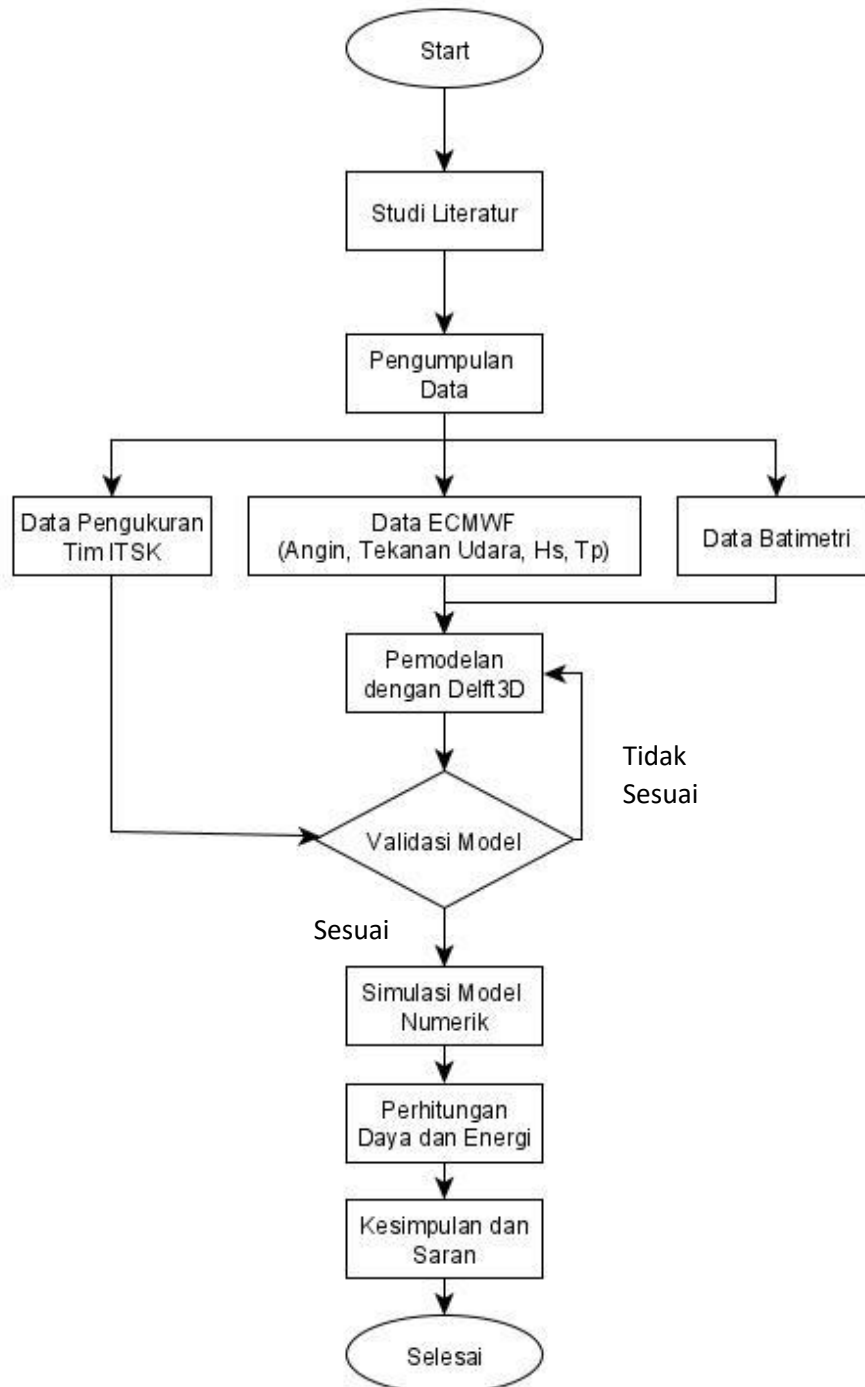 Start
Studi Literatur
Pengumpulan
Data
Data Pengukuran
Tim ITSK
Data ECMWF
(Angin, Tekanan Udara, Hs, Tp)
Data Batimetri
Pemodelan
dengan Delft3D
Tidak
Sesuai
Validasi Model
Sesuai
Simulasi Model
Numerik
Perhitungan
Daya dan Energi
Kesimpulan dan
Saran
Selesai